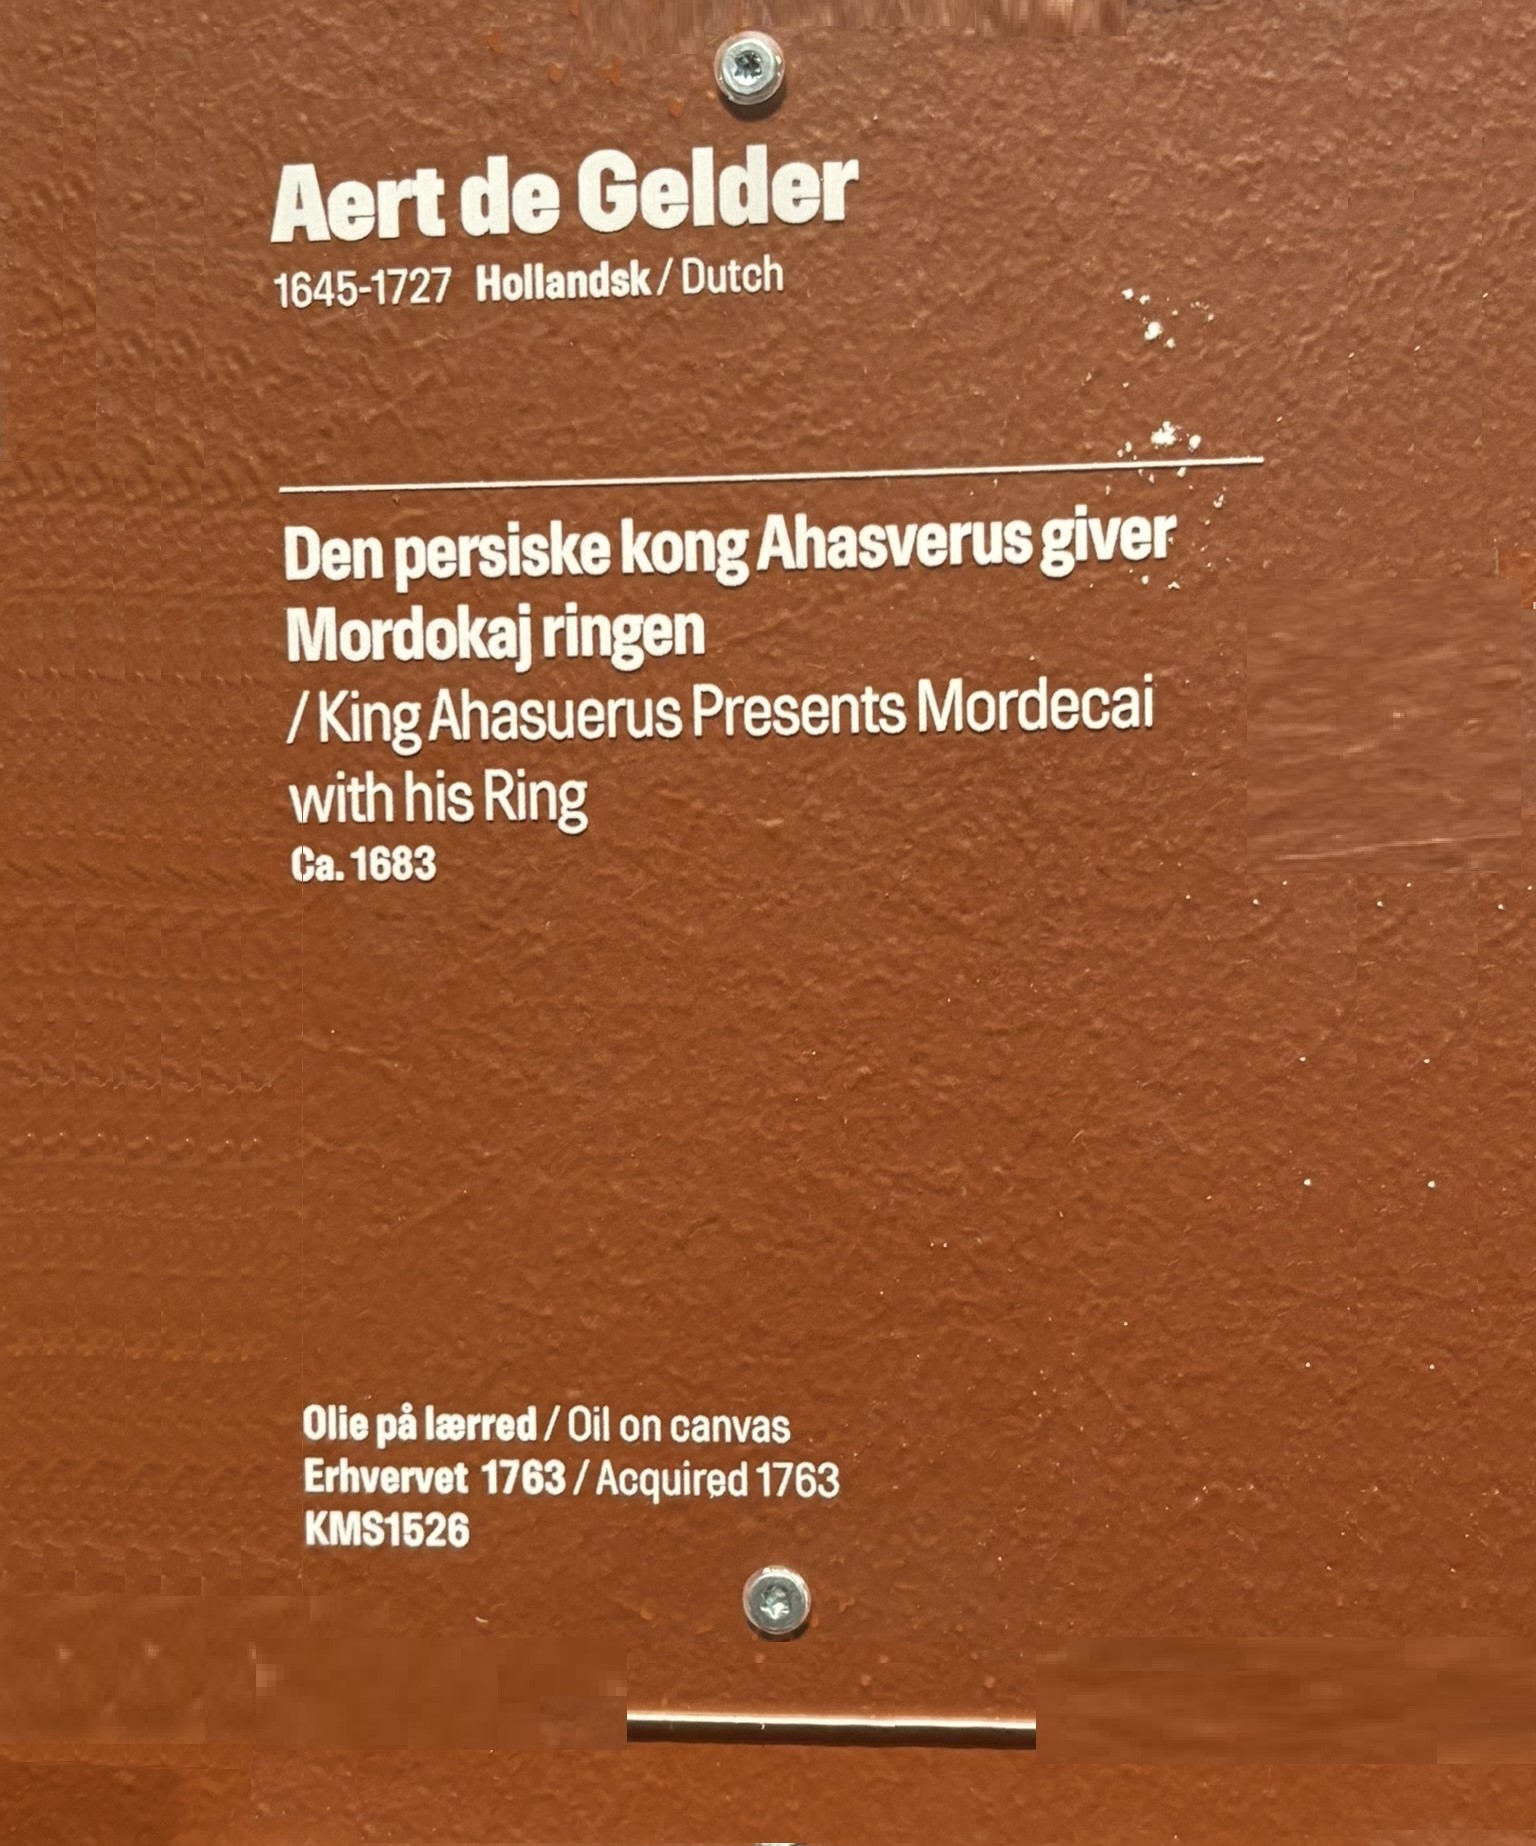 Aert de Gelder
1645-1727 Hollandsk / Dutch
Den persiske kong Ahasverus giver
Mordokaj ringen
/ King Ahasuerus Presents Mordecai
with his Ring
Ca. 1683
Olie på lærred / Oil on canvas
Erhvervet 1763 / Acquired 1763
KMS1526